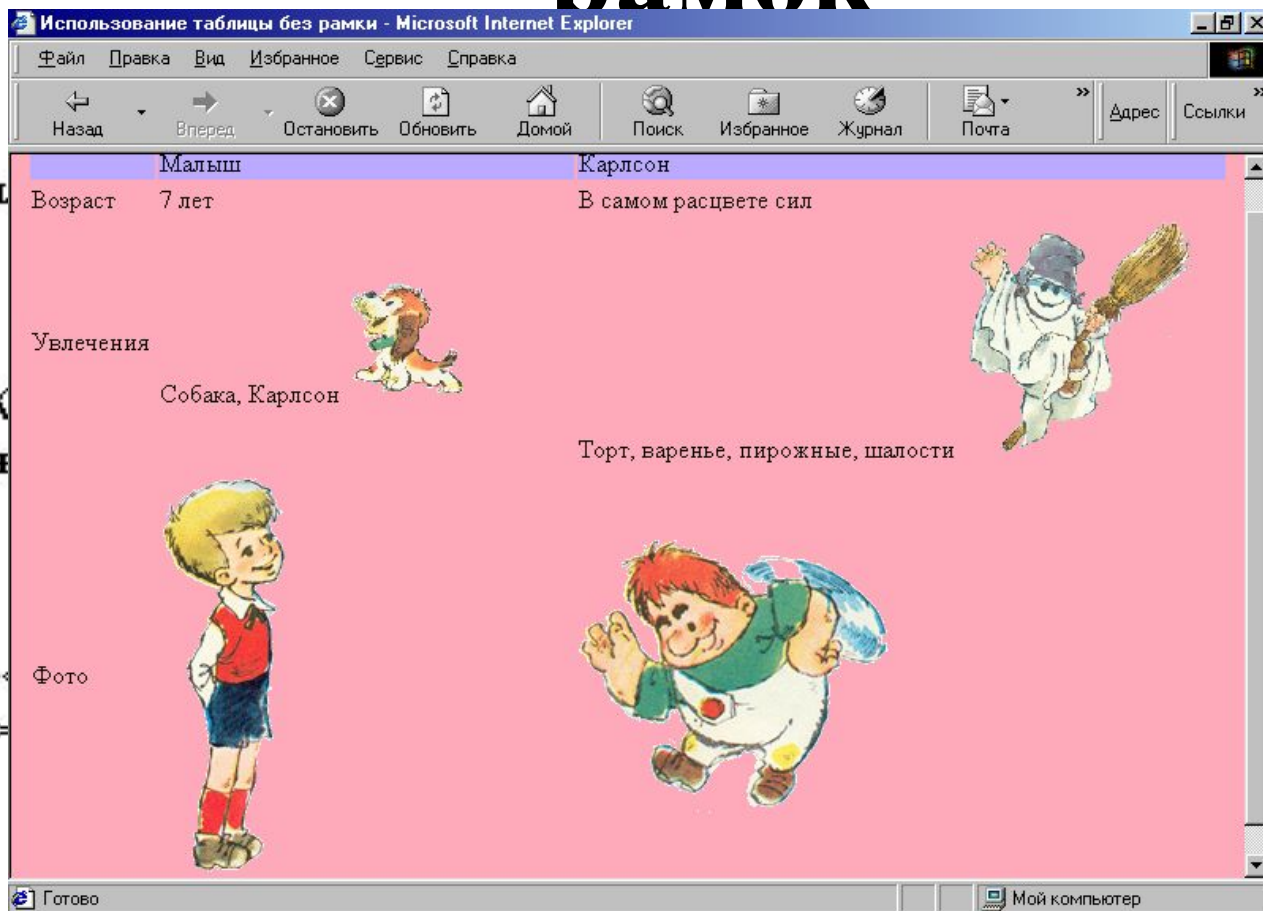 рамок
Использование таблицы без рамки - Microsoft Internet Explorer
Файл Правка Вид Избранное Сервис Справка
Назад Вперед Остановить Обновить Домой Поиск Избранное Журнал Почта » Адрес Ссылки »
Малыш Карлсон
Возраст 7 лет В самом расцвете сил
Увлечения
Собака, Карлсон
Торт, варенье, пирожные, шалости
Фото
Готово Мой компьютер